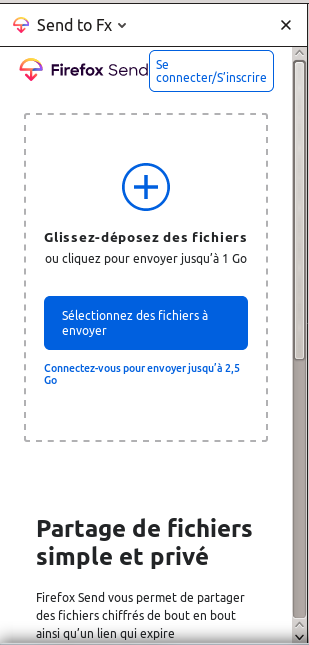 Send to Fx
Firefox Send
Se
connecter/S’inscrire
Glissez-déposez des fichiers
ou cliquez pour envoyer jusqu’à 1 Go
Sélectionnez des fichiers à
envoyer
Connectez-vous pour envoyer jusqu’à 2,5
Go
Partage de fichiers
simple et privé
Firefox Send vous permet de partager
des fichiers chiffrés de bout en bout
ainsi qu’un lien qui expire